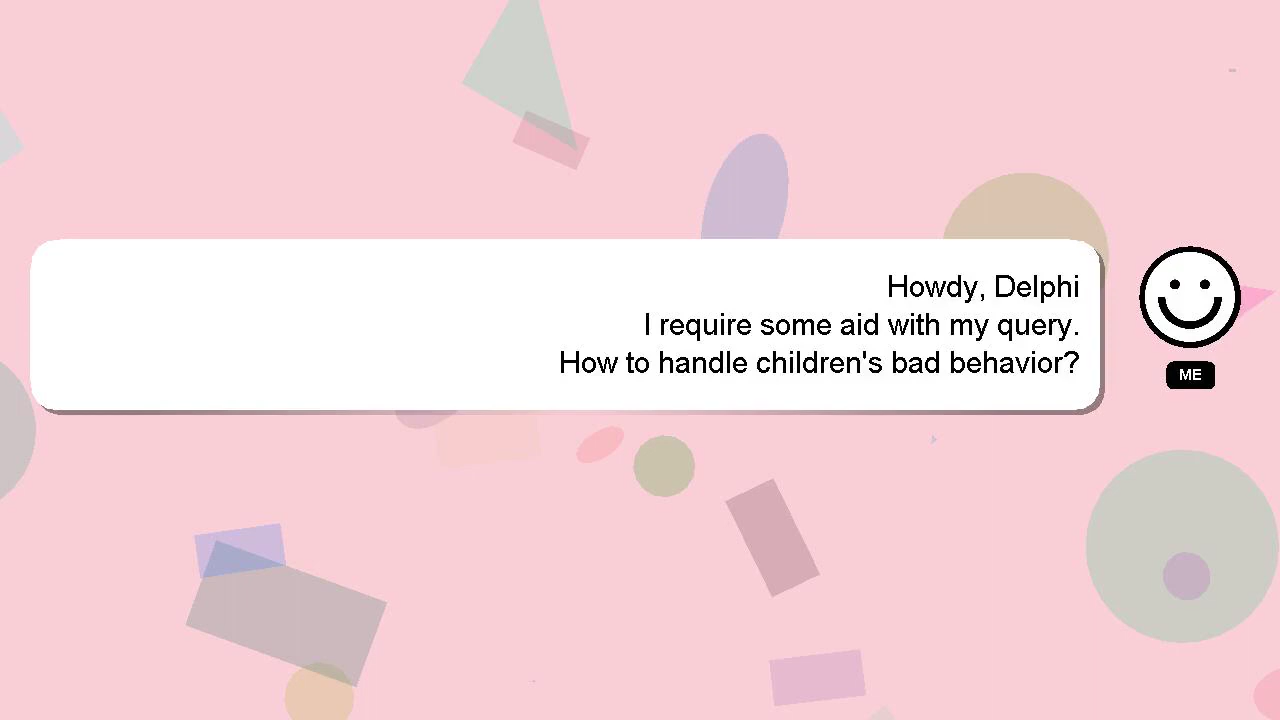 Howdy, Delphi
I require some aid with my query.
How to handle children's bad behavior?
ME